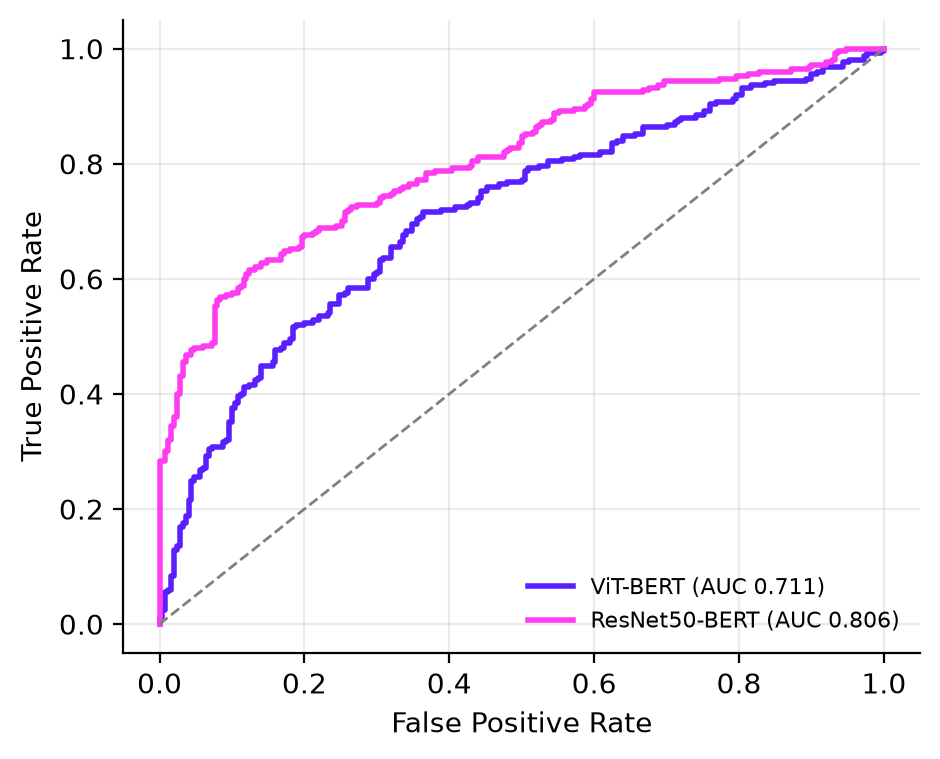 1.0
0.8
0.6
0.4
0.2
0.0
True Positive Rate
ViT-BERT (AUC 0.711)
ResNet50-BERT (AUC 0.806)
0.0 0.2 0.4 0.6 0.8 1.0
False Positive Rate